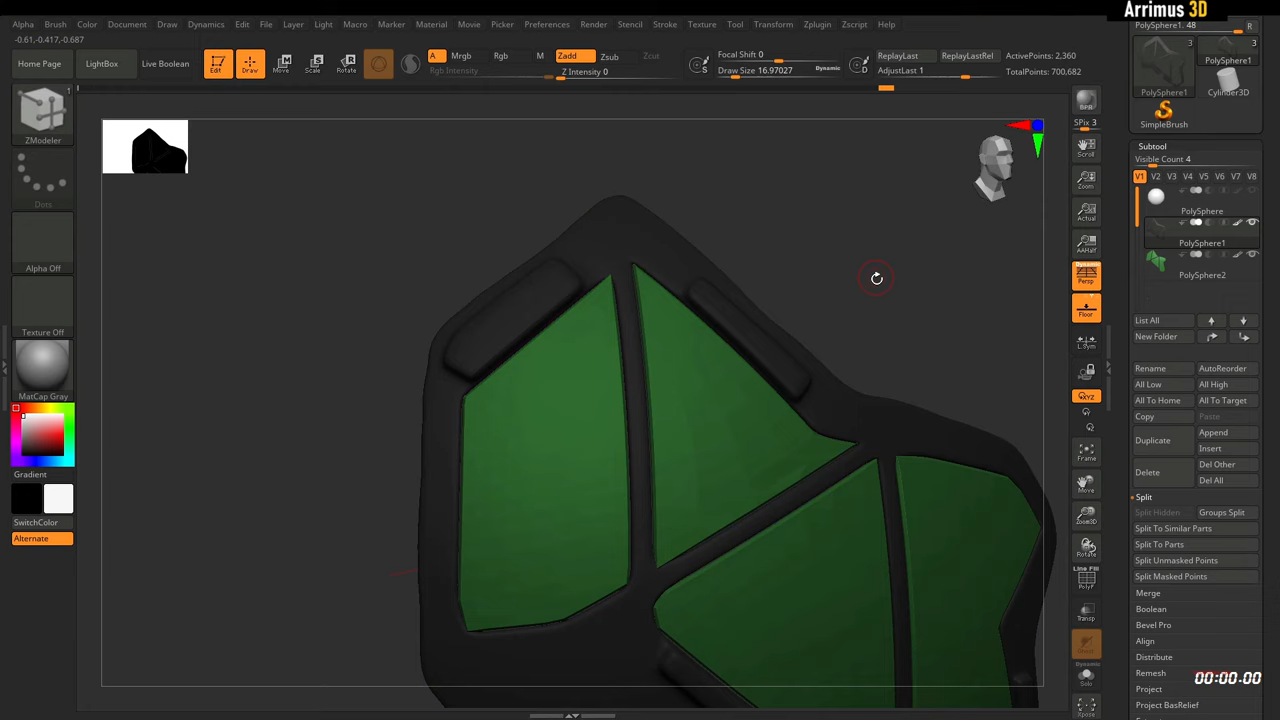 Arrimus 3D
Alpha Brush Color Document Draw Dynamics Edit File Layer Light Macro Marker Material Movie Picker Preferences Render Stencil Stroke Texture Tool Transform Zplugin Zscript Help
PolySphere1. 48 R
-0.61,-0.417,-0.687
Home Page LightBox Live Boolean Edit Draw Move Scale Rotate
A Mrgb Rgb M Zadd Zsub Zcut
Rgb Intensity Z Intensity 0
Focal Shift 0
Draw Size 16.97027 Dynamic
S D
ReplayLast ReplayLastRel
AdjustLast 1
ActivePoints: 2,360
TotalPoints: 700,682
3 3
PolySphere1 PolySphere1
Cylinder3D
SimpleBrush
1
ZModeler
Dots
Alpha Off
Texture Off
MatCap Gray
Gradient
SwitchColor
Alternate
BPR
SPix 3
Scroll
Zoom
Actual
AAHalf
Dynamic
Persp
Floor
L.Sym
XYZ
Frame
Move
Zoom3D
Rotate
Line Fill
PolyF
Transp
Dynamic
Solo
Xpose
Subtool
Visible Count 4
V1 V2 V3 V4 V5 V6 V7 V8
PolySphere
PolySphere1
PolySphere2
List All
New Folder
Rename AutoReorder
All Low All High
All To Home All To Target
Copy Paste
Duplicate Append
Insert
Delete Del Other
Del All
Split
Split Hidden Groups Split
Split To Similar Parts
Split To Parts
Split Unmasked Points
Split Masked Points
Merge
Boolean
Bevel Pro
Align
Distribute
Remesh
00:00.00
Project
Project BasRelief